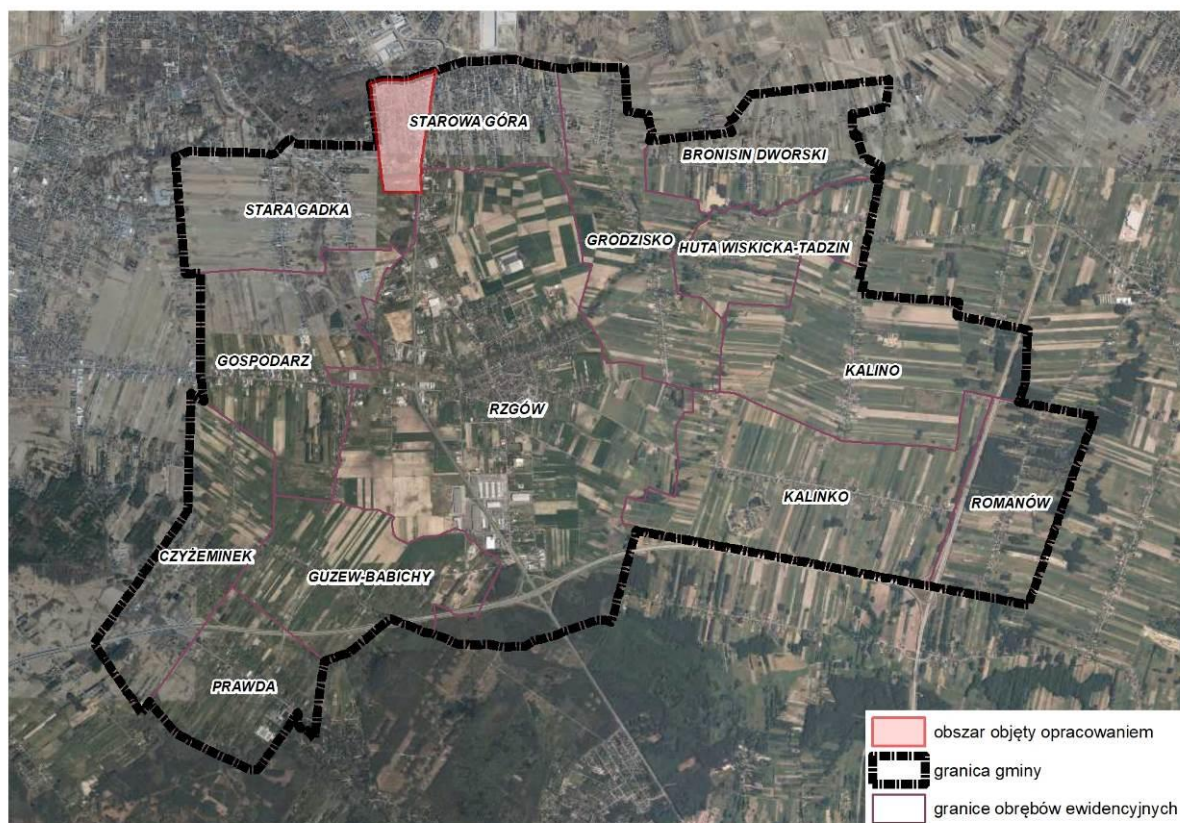 STAROWA GÓRA
BRONISIN DWORSKI
STARA GADKA
GRODZISKO
HUTA WISKICKA-TADZIN
GOSPODARZ
KALINO
RZGÓW
KALINKO
ROMANÓW
CZYŻEMINEK
GUZEW-BABICHY
PRAWDA
obszar objęty opracowaniem
granica gminy
granice obrębów ewidencyjnych